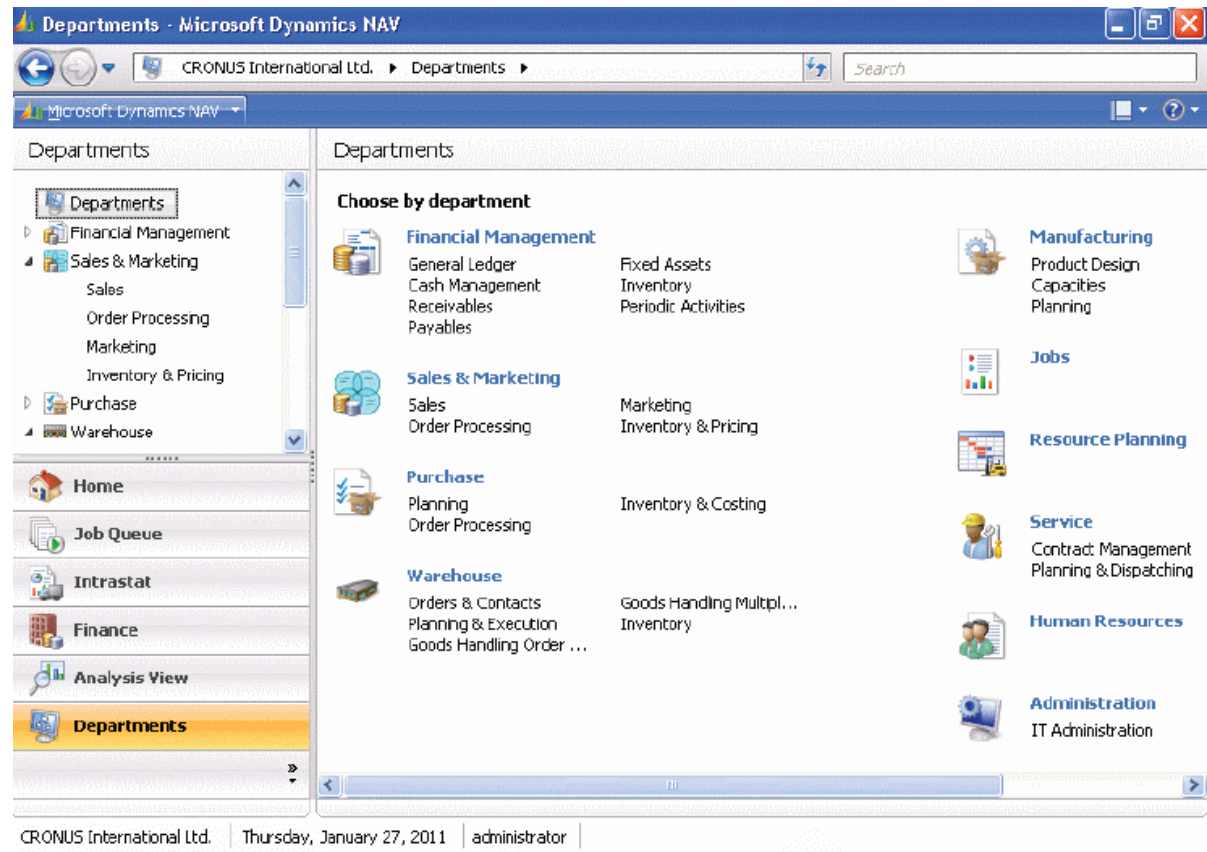 Departments - Microsoft Dynamics NAV
CRONUS International Ltd. Departments
Search
Microsoft Dynamics NAV
Departments
Departments
Financial Management
Sales & Marketing
Sales
Order Processing
Marketing
Inventory & Pricing
Purchase
Warehouse
Home
Job Queue
Intrastat
Finance
Analysis View
Departments
Departments
Choose by department
Financial Management
General Ledger
Cash Management
Receivables
Payables
Fixed Assets
Inventory
Periodic Activities
Sales & Marketing
Sales
Order Processing
Marketing
Inventory & Pricing
Purchase
Planning
Order Processing
Inventory & Costing
Warehouse
Orders & Contacts
Planning & Execution
Goods Handling Order ...
Goods Handling Multipl...
Inventory
Manufacturing
Product Design
Capacities
Planning
Jobs
Resource Planning
Service
Contract Management
Planning & Dispatching
Human Resources
Administration
IT Administration
CRONUS International Ltd. Thursday, January 27, 2011 administrator